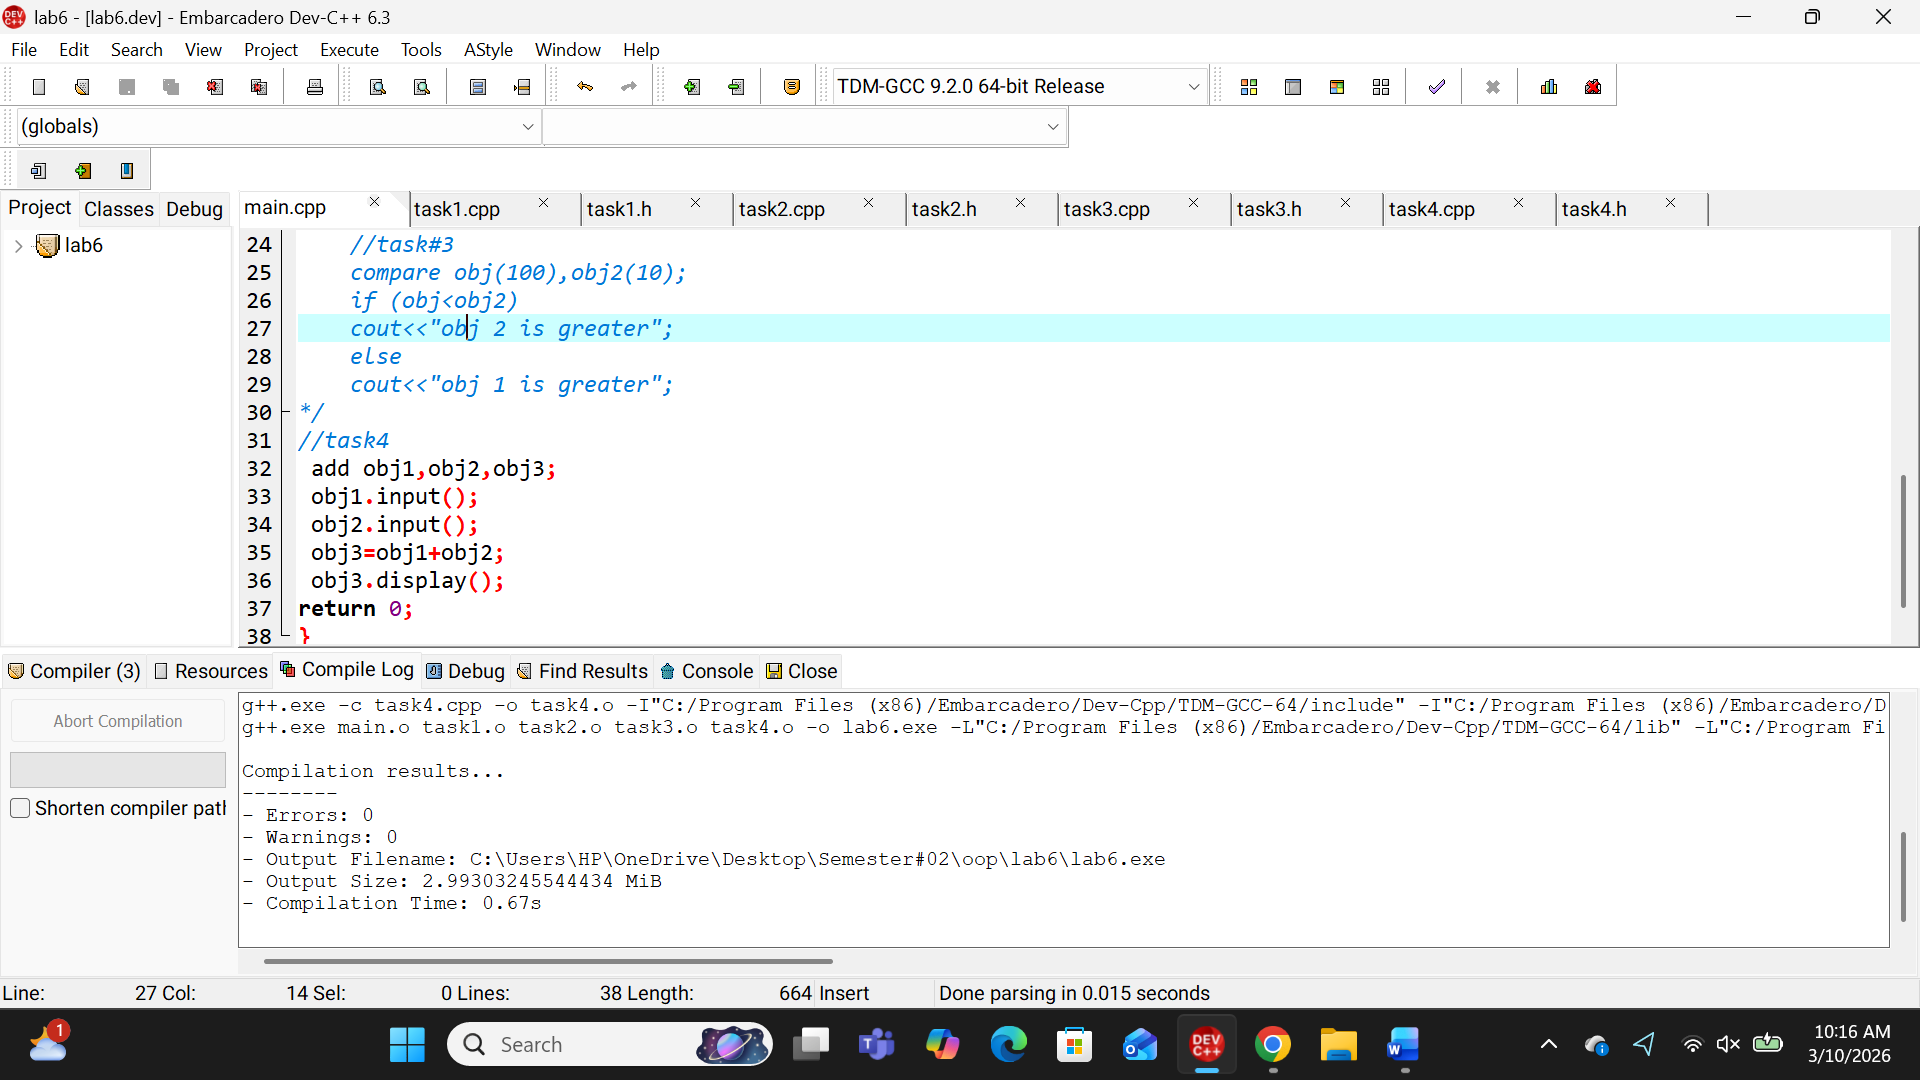 lab6 - [lab6.dev] - Embarcadero Dev-C++ 6.3
File Edit Search View Project Execute Tools AStyle Window Help
TDM-GCC 9.2.0 64-bit Release
(globals)
Project Classes Debug
main.cpp task1.cpp task1.h task2.cpp task2.h task3.cpp task3.h task4.cpp task4.h
lab6
24 //task#3
25 compare obj(100),obj2(10);
26 if (obj<obj2)
27 cout<<"obj 2 is greater";
28 else
29 cout<<"obj 1 is greater";
30 */
31 //task4
32 add obj1,obj2,obj3;
33 obj1.input();
34 obj2.input();
35 obj3=obj1+obj2;
36 obj3.display();
37 return 0;
38 }
Compiler (3) Resources Compile Log Debug Find Results Console Close
Abort Compilation
Shorten compiler path
g++.exe -c task4.cpp -o task4.o -I"C:/Program Files (x86)/Embarcadero/Dev-Cpp/TDM-GCC-64/include" -I"C:/Program Files (x86)/Embarcadero/D
g++.exe main.o task1.o task2.o task3.o task4.o -o lab6.exe -L"C:/Program Files (x86)/Embarcadero/Dev-Cpp/TDM-GCC-64/lib" -L"C:/Program Fi
Compilation results...
--------
- Errors: 0
- Warnings: 0
- Output Filename: C:\Users\HP\OneDrive\Desktop\Semester#02\oop\lab6\lab6.exe
- Output Size: 2.99303245544434 MiB
- Compilation Time: 0.67s
Line: 27 Col: 14 Sel: 0 Lines: 38 Length: 664 Insert Done parsing in 0.015 seconds
1
Search
DEV C++
10:16 AM
3/10/2026